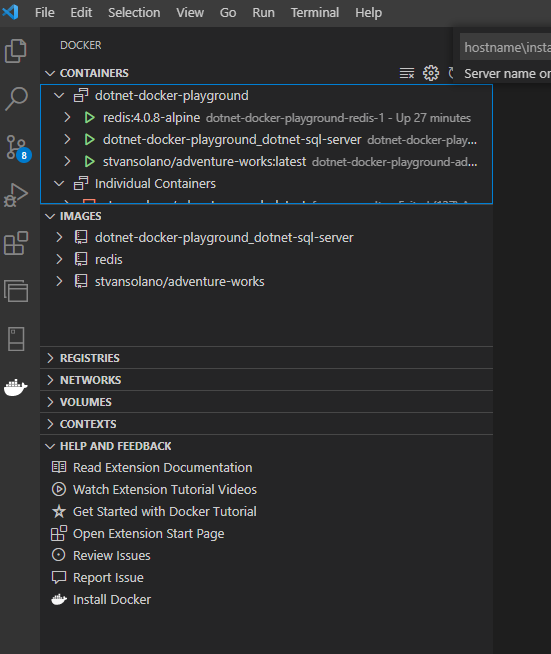 File Edit Selection View Go Run Terminal Help
DOCKER
hostname\insta
Server name or
CONTAINERS
dotnet-docker-playground
redis:4.0.8-alpine dotnet-docker-playground-redis-1 - Up 27 minutes
dotnet-docker-playground_dotnet-sql-server dotnet-docker-play...
stvansolano/adventure-works:latest dotnet-docker-playground-ad...
Individual Containers
IMAGES
dotnet-docker-playground_dotnet-sql-server
redis
stvansolano/adventure-works
8
REGISTRIES
NETWORKS
VOLUMES
CONTEXTS
HELP AND FEEDBACK
Read Extension Documentation
Watch Extension Tutorial Videos
Get Started with Docker Tutorial
Open Extension Start Page
Review Issues
Report Issue
Install Docker